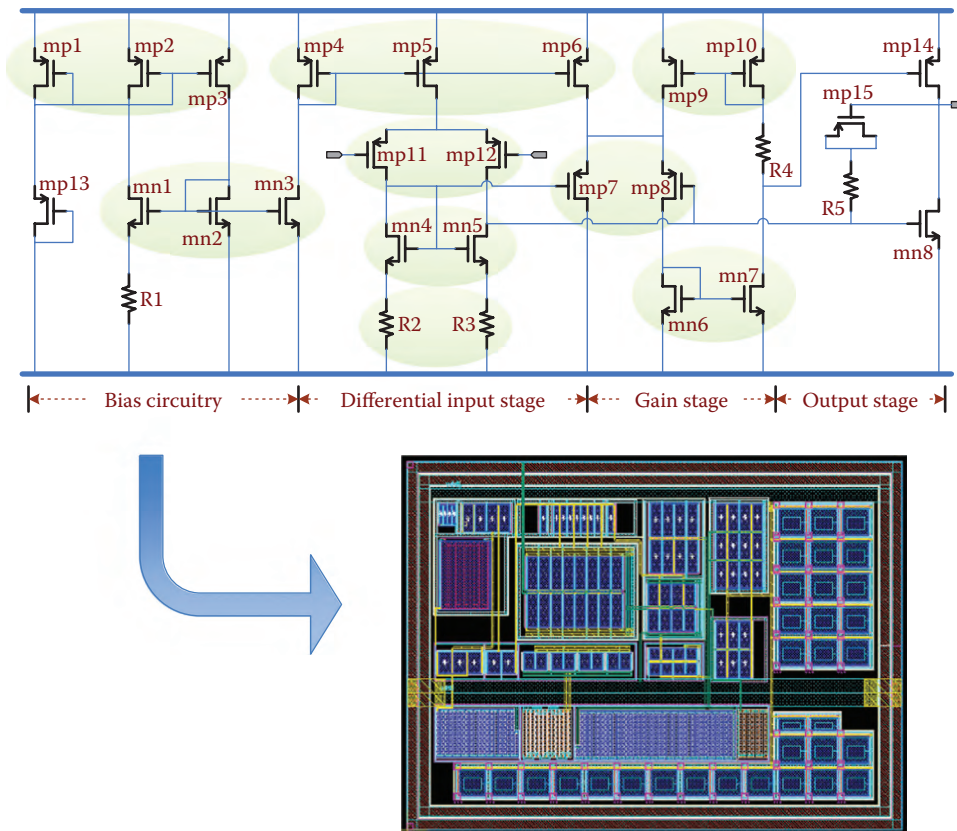 mp1
mp2
mp3
mp4
mp5
mp6
mp9
mp10
mp14
mp15
mp11
mp12
mp13
mn1
mn2
mn3
mp7
mp8
R4
R5
mn4
mn5
mn8
R1
R2
R3
mn6
mn7
Bias circuitry
Differential input stage
Gain stage
Output stage